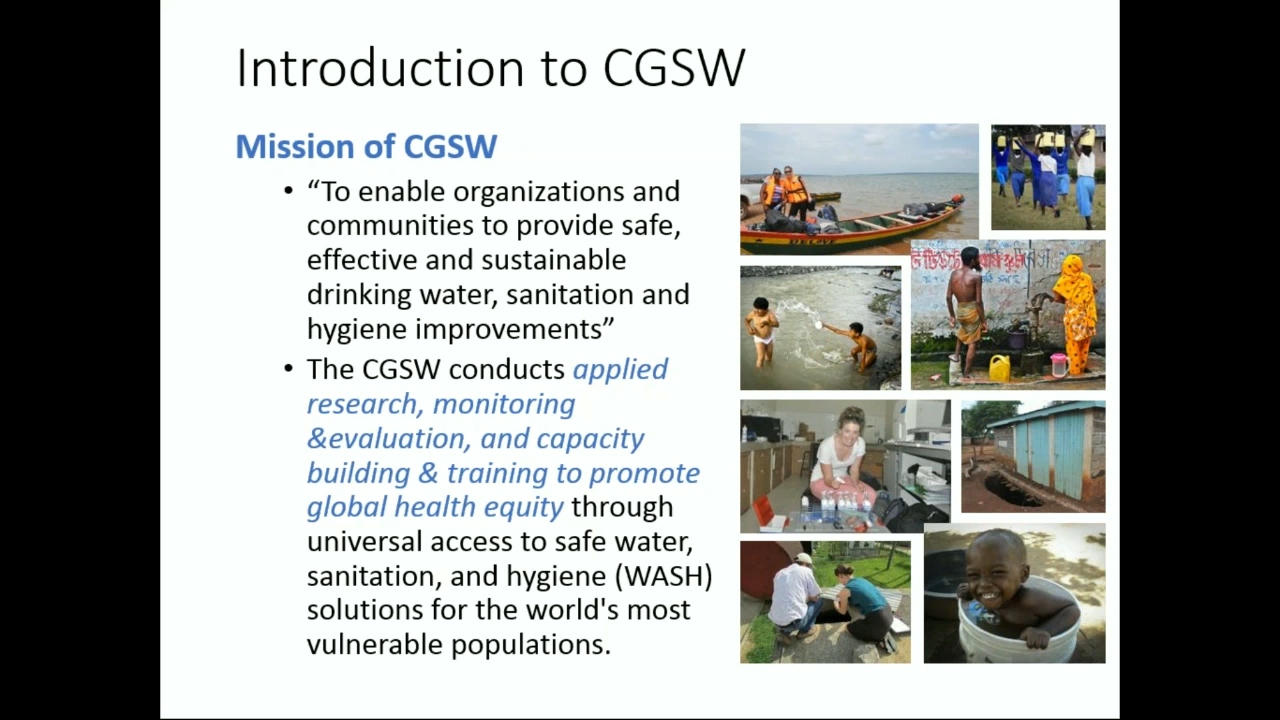 Introduction to CGSW
Mission of CGSW
• “To enable organizations and
communities to provide safe,
effective and sustainable
drinking water, sanitation and
hygiene improvements”
• The CGSW conducts applied
research, monitoring
&evaluation, and capacity
building & training to promote
global health equity through
universal access to safe water,
sanitation, and hygiene (WASH)
solutions for the world's most
vulnerable populations.